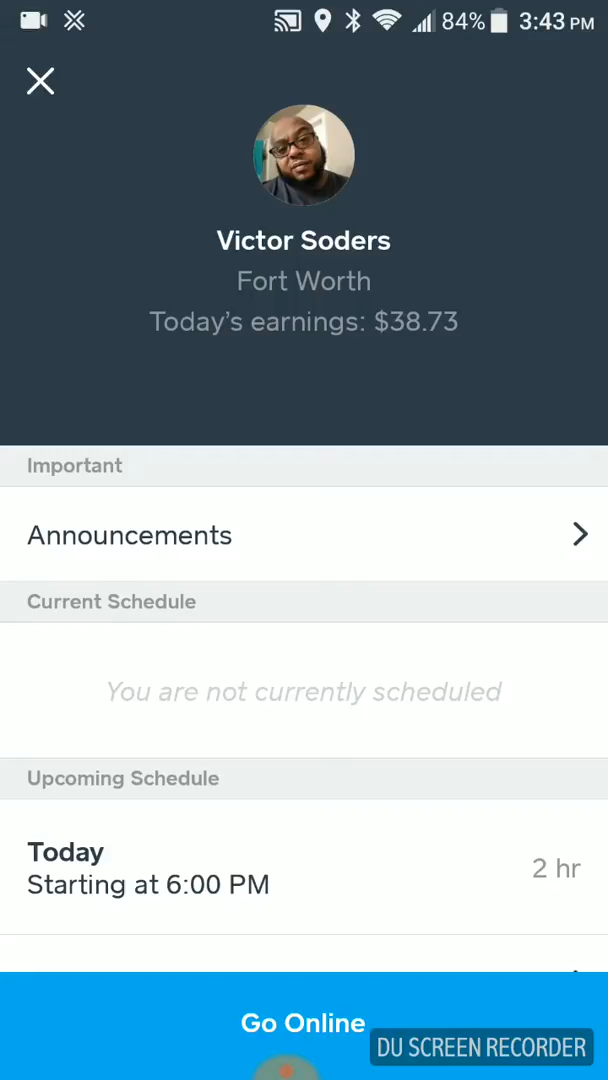 84% 3:43 PM
Victor Soders
Fort Worth
Today's earnings: $38.73
Important
Announcements
Current Schedule
You are not currently scheduled
Upcoming Schedule
Today
Starting at 6:00 PM
2 hr
Go Online
DU SCREEN RECORDER